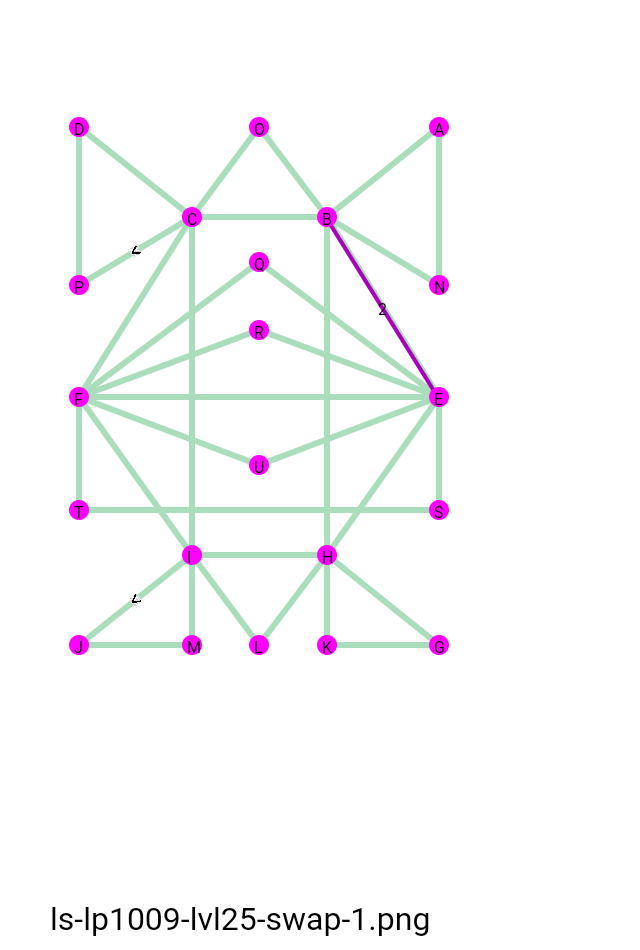 D O A
C B
Q
P N
R
2
F E
U
T S
I H
J M L K G
ls-lp1009-lvl25-swap-1.png